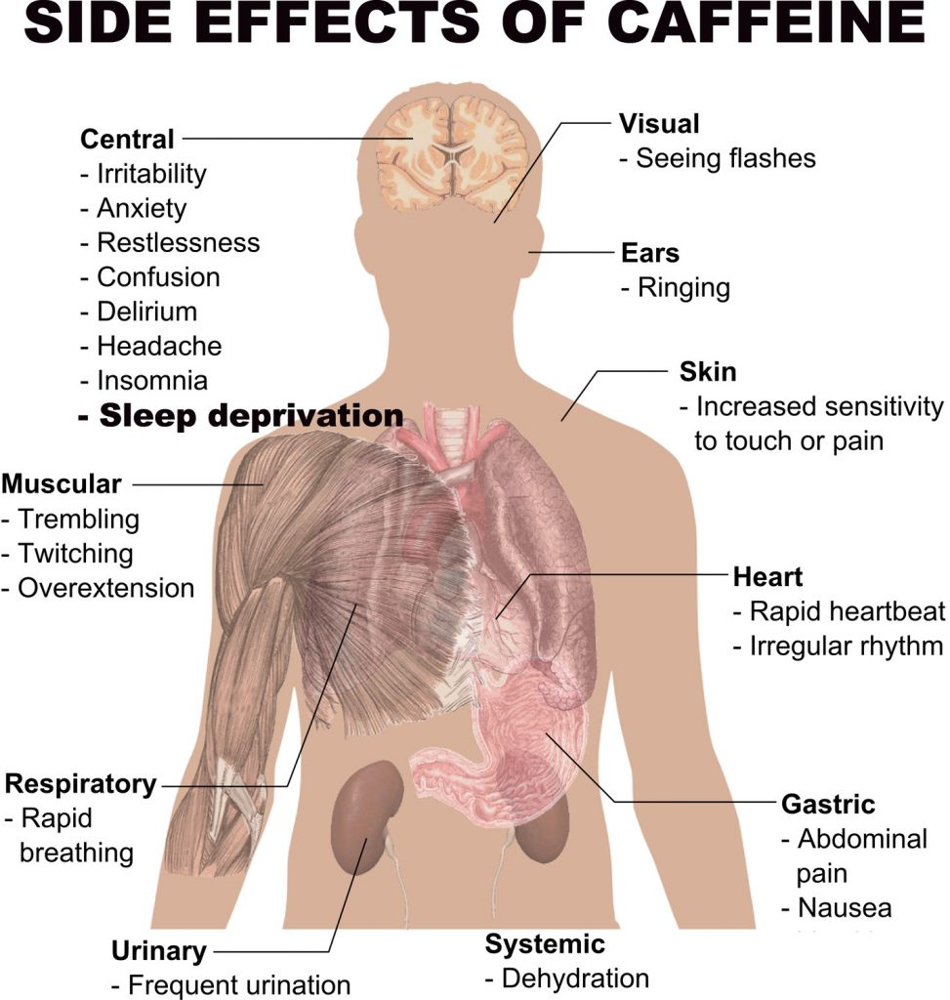 SIDE EFFECTS OF CAFFEINE
Central
- Irritability
- Anxiety
- Restlessness
- Confusion
- Delirium
- Headache
- Insomnia
- Sleep deprivation
Visual
- Seeing flashes
Ears
- Ringing
Skin
- Increased sensitivity
to touch or pain
Muscular
- Trembling
- Twitching
- Overextension
Heart
- Rapid heartbeat
- Irregular rhythm
Respiratory
- Rapid
breathing
Gastric
- Abdominal
pain
- Nausea
Urinary
- Frequent urination
Systemic
- Dehydration